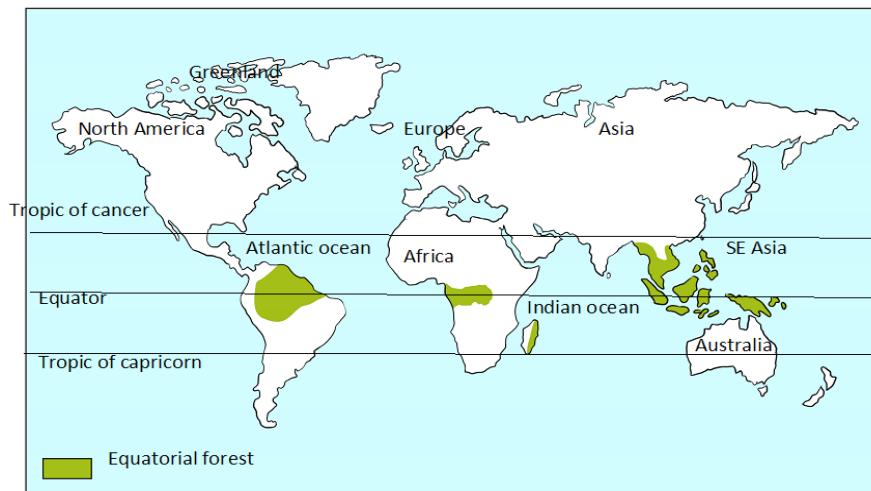 Greenland
North America
Europe
Asia
Tropic of cancer
Atlantic ocean
Africa
SE Asia
Equator
Indian ocean
Australia
Tropic of capricorn
Equatorial forest